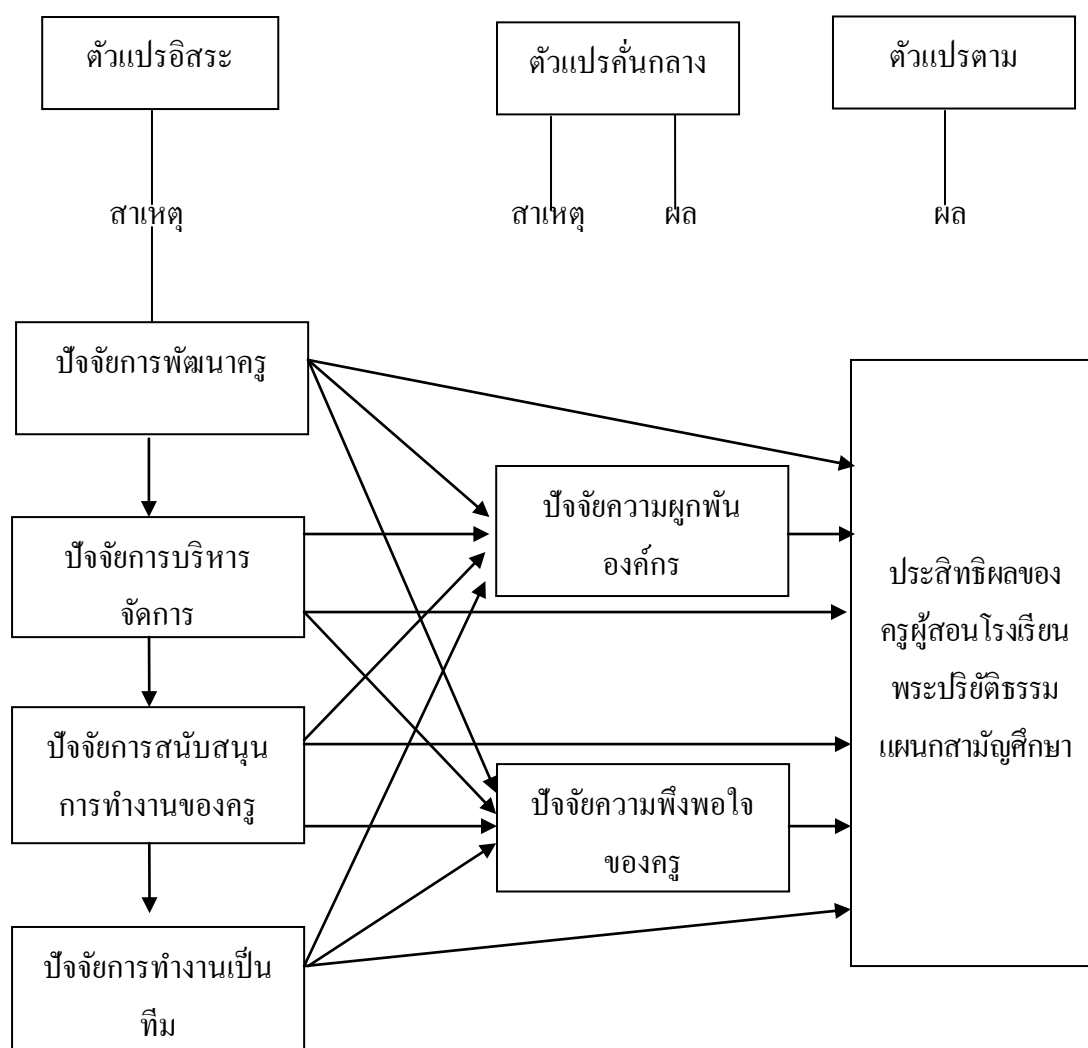 ตัวแปรอิสระ
ตัวแปรคั่นกลาง
ตัวแปรตาม
สาเหตุ
สาเหตุ
ผล
ผล
ปัจจัยการพัฒนาครู
ปัจจัยความผูกพัน
องค์กร
ปัจจัยการบริหาร
จัดการ
ประสิทธิผลของ
ครูผู้สอนโรงเรียน
พระปริยัติธรรม
แผนกสามัญศึกษา
ปัจจัยการสนับสนุน
การทำงานของครู
ปัจจัยความพึงพอใจ
ของครู
ปัจจัยการทำงานเป็น
ทีม